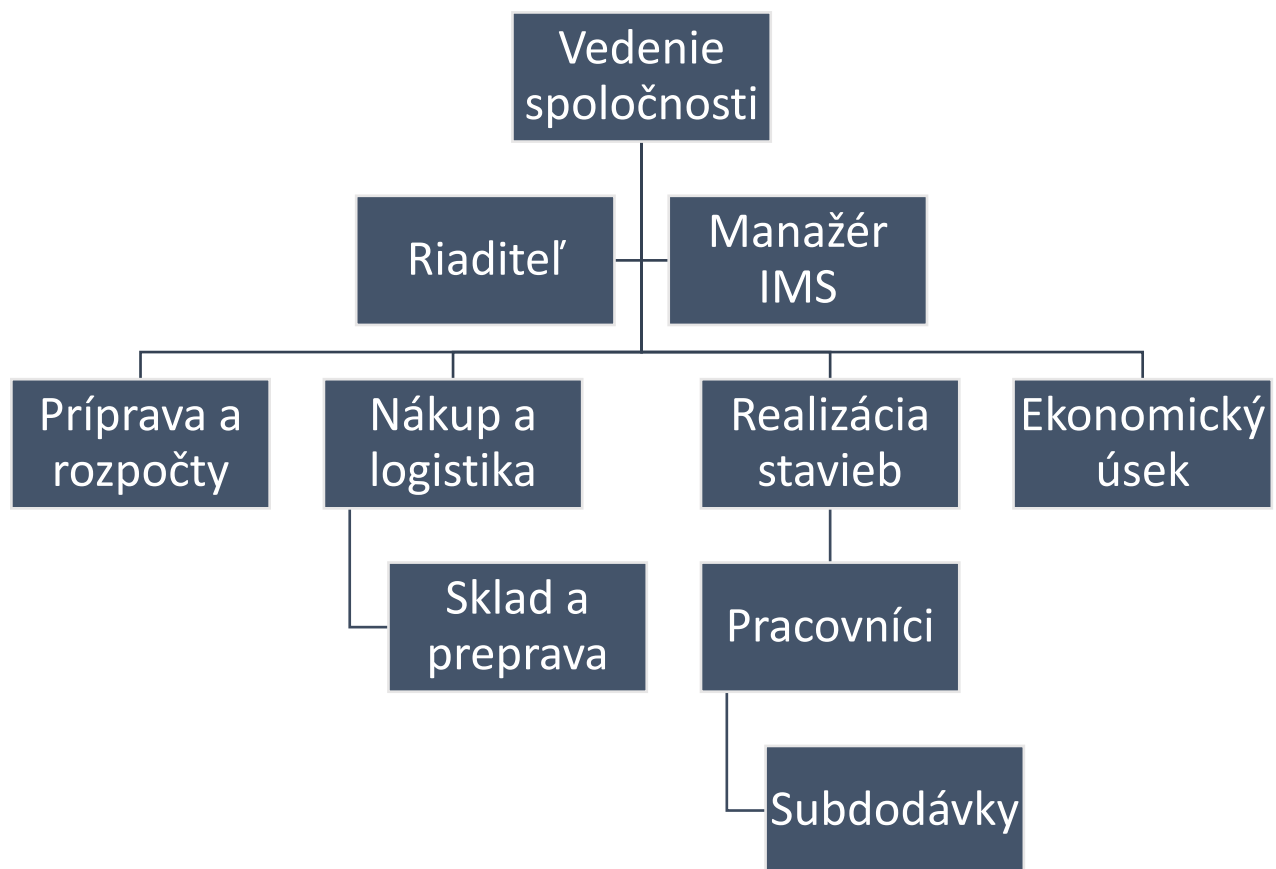 Vedenie
spoločnosti
Riaditeľ
Manažér
IMS
Príprava a
rozpočty
Nákup a
logistika
Realizácia
stavieb
Ekonomický
úsek
Sklad a
preprava
Pracovníci
Subdodávky